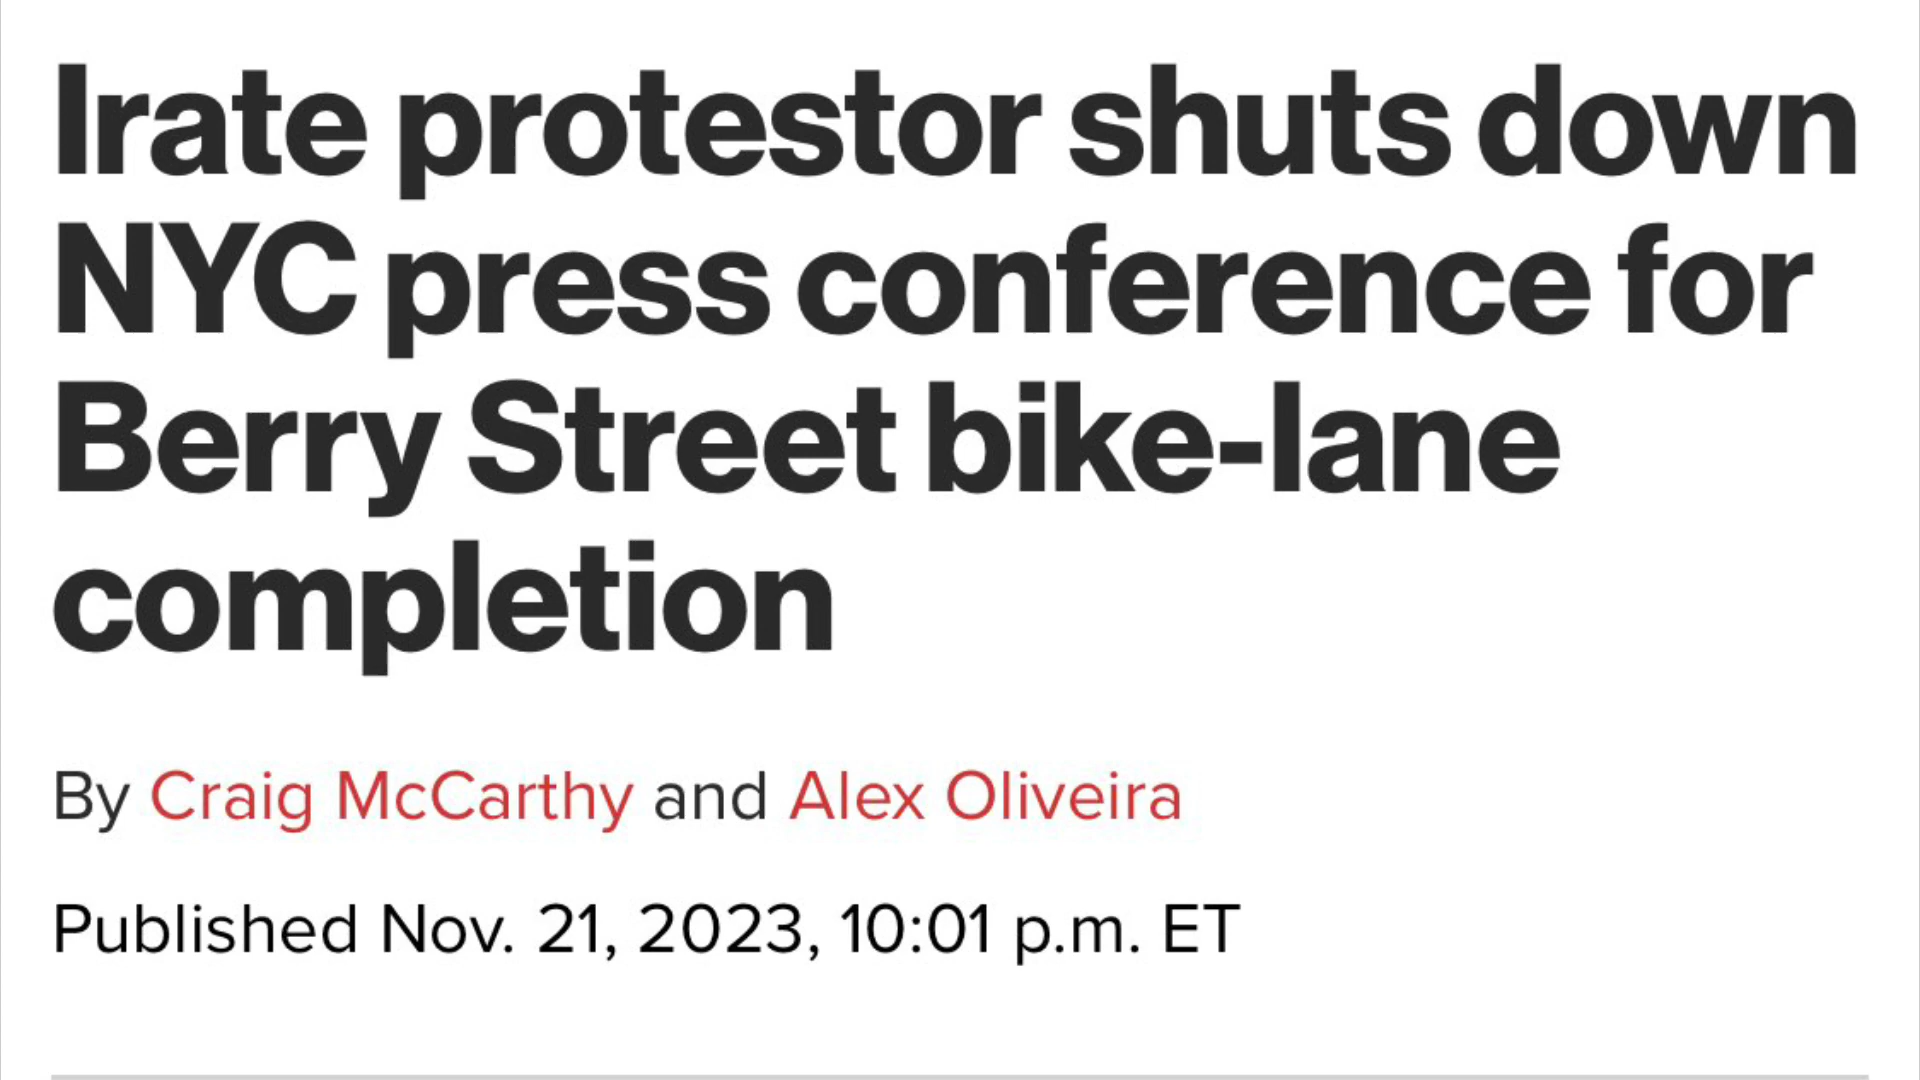 Irate protestor shuts down
NYC press conference for
Berry Street bike-lane
completion
By Craig McCarthy and Alex Oliveira
Published Nov. 21, 2023, 10:01 p.m. ET